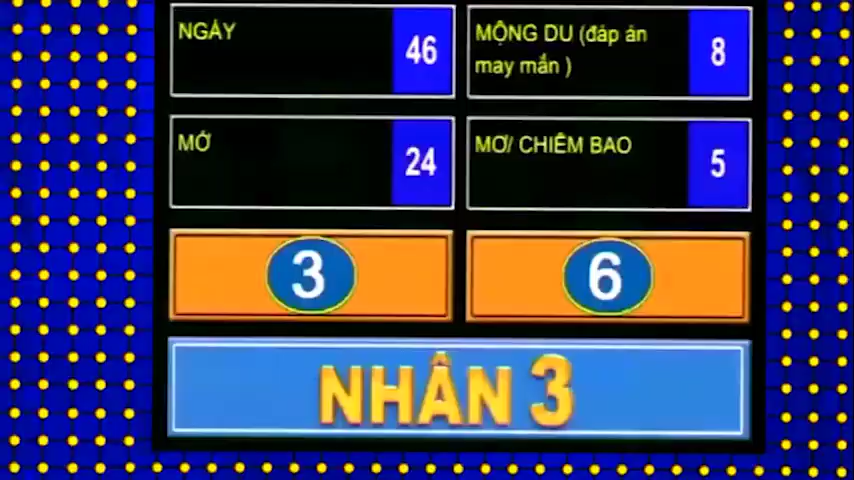 NGÁY
46
MỘNG DU (đáp án
may mắn )
8
MỚ
24
MƠ/ CHIÊM BAO
5
3
6
NHÂN 3